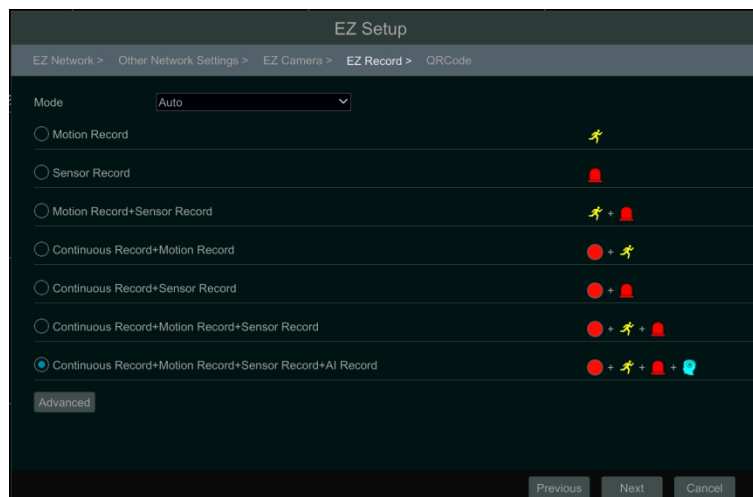 EZ Setup
EZ Network > Other Network Settings > EZ Camera > EZ Record > QRCode
Mode Auto
Motion Record
Sensor Record
Motion Record+Sensor Record +
Continuous Record+Motion Record +
Continuous Record+Sensor Record +
Continuous Record+Motion Record+Sensor Record + +
Continuous Record+Motion Record+Sensor Record+AI Record + + +
Advanced
Previous Next Cancel